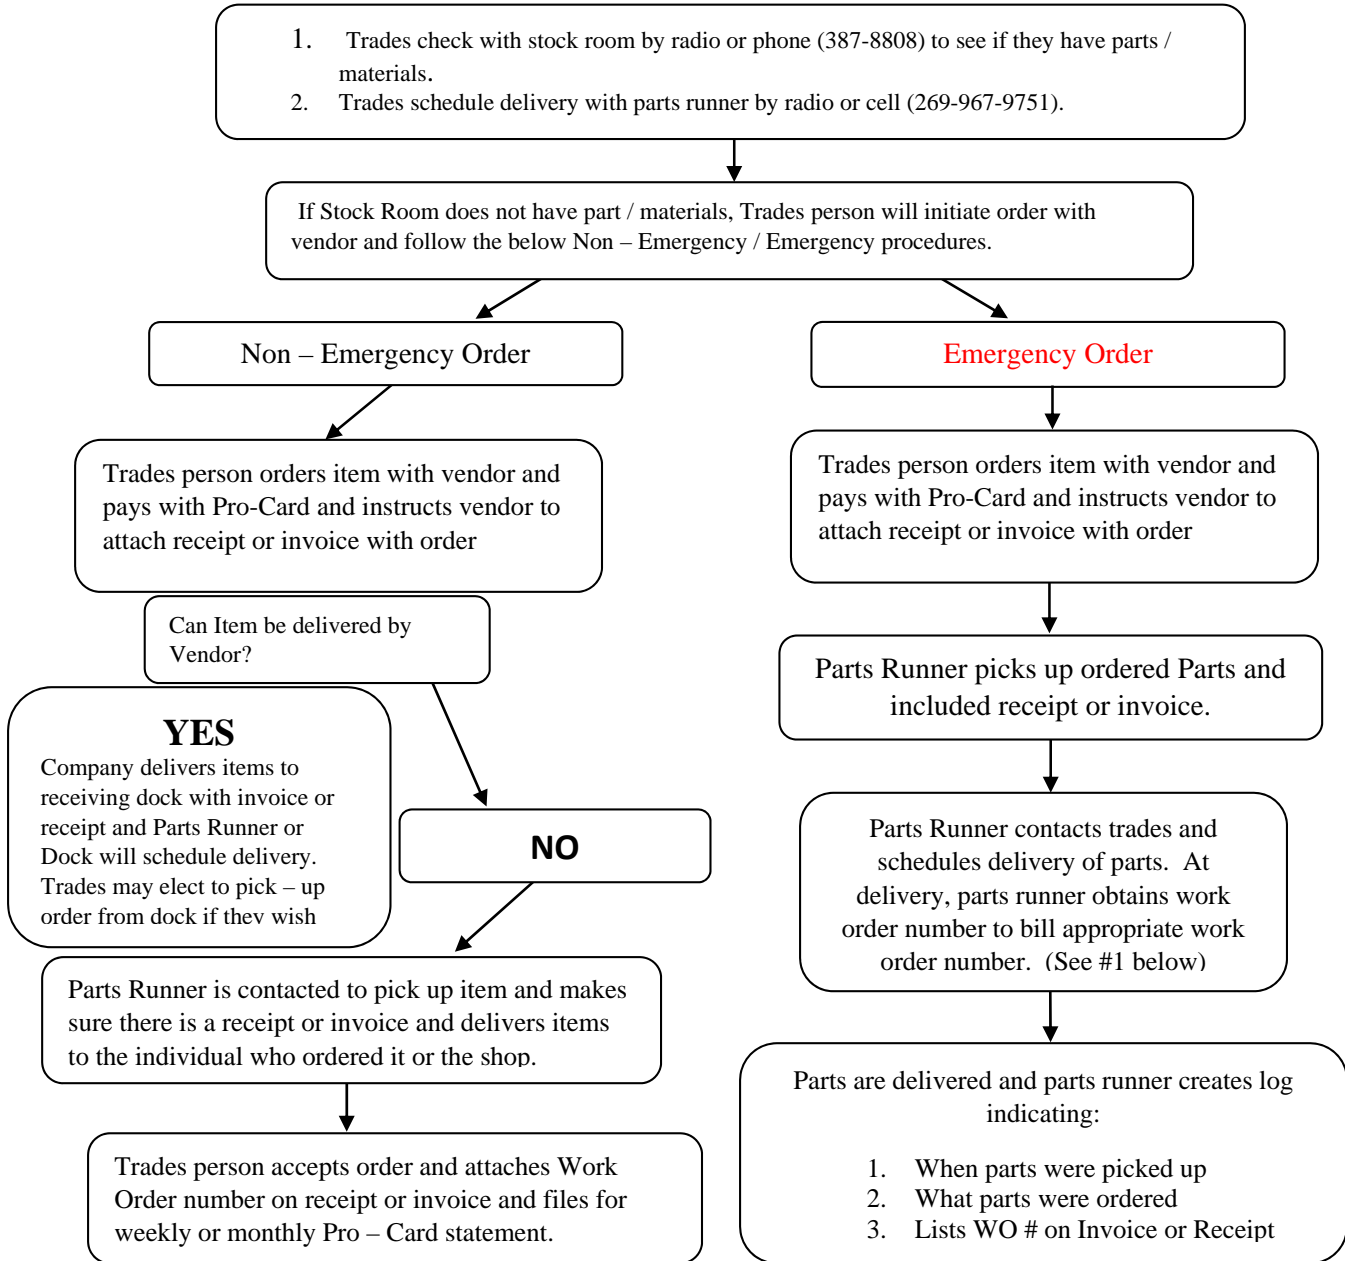 1. Trades check with stock room by radio or phone (387-8808) to see if they have parts /
materials.
2. Trades schedule delivery with parts runner by radio or cell (269-967-9751).
If Stock Room does not have part / materials, Trades person will initiate order with
vendor and follow the below Non – Emergency / Emergency procedures.
Non – Emergency Order
Emergency Order
Trades person orders item with vendor and
pays with Pro-Card and instructs vendor to
attach receipt or invoice with order
Trades person orders item with vendor and
pays with Pro-Card and instructs vendor to
attach receipt or invoice with order
Can Item be delivered by
Vendor?
Parts Runner picks up ordered Parts and
included receipt or invoice.
YES
Company delivers items to
receiving dock with invoice or
receipt and Parts Runner or
Dock will schedule delivery.
Trades may elect to pick – up
order from dock if they wish
NO
Parts Runner contacts trades and
schedules delivery of parts. At
delivery, parts runner obtains work
order number to bill appropriate work
order number. (See #1 below)
Parts Runner is contacted to pick up item and makes
sure there is a receipt or invoice and delivers items
to the individual who ordered it or the shop.
Parts are delivered and parts runner creates log
indicating:
1. When parts were picked up
2. What parts were ordered
3. Lists WO # on Invoice or Receipt
Trades person accepts order and attaches Work
Order number on receipt or invoice and files for
weekly or monthly Pro – Card statement.